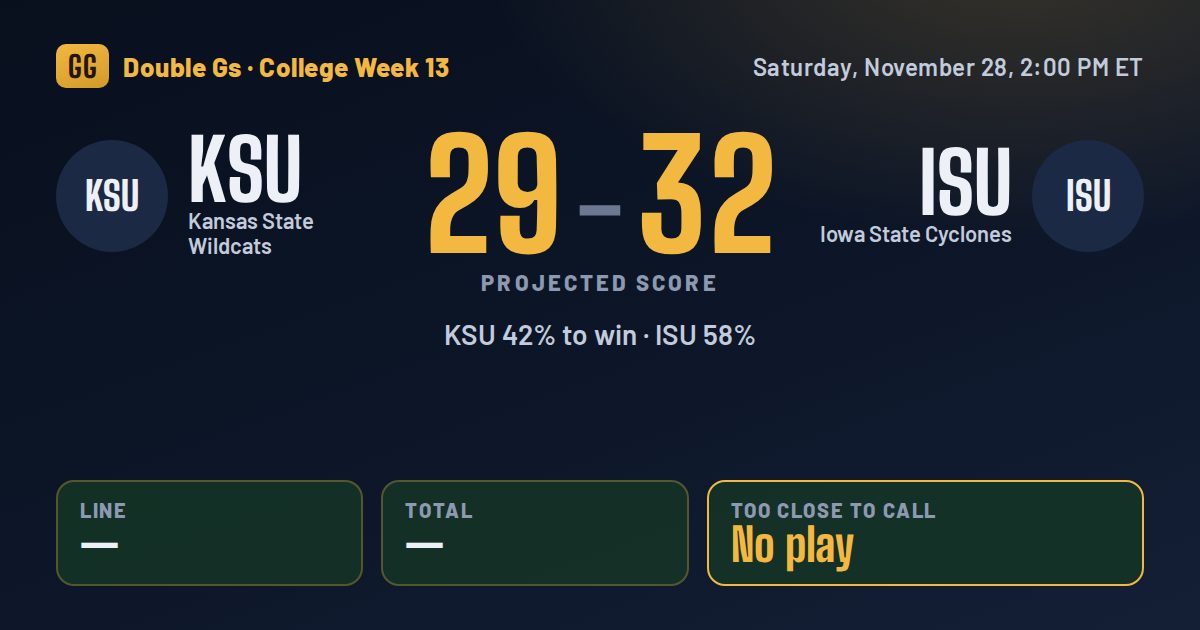 GG
Double Gs · College Week 13
Saturday, November 28, 2:00 PM ET
KSU
KSU
Kansas State
Wildcats
29 – 32
PROJECTED SCORE
KSU 42% to win · ISU 58%
ISU
Iowa State Cyclones
ISU
LINE
—
TOTAL
—
TOO CLOSE TO CALL
No play